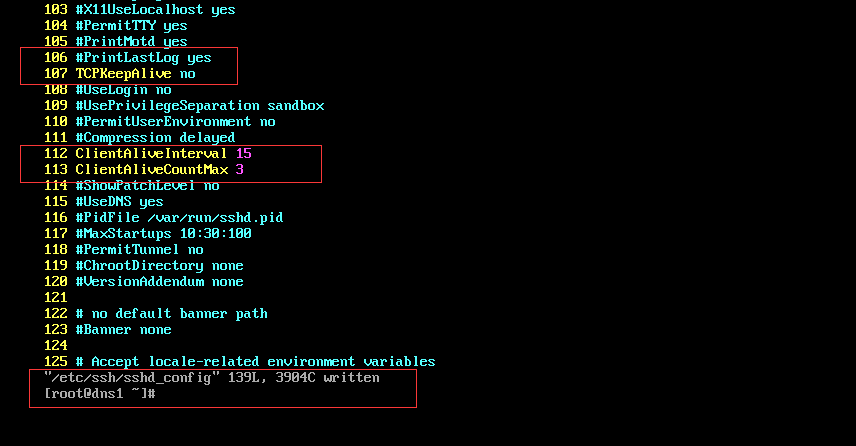 103 #X11UseLocalhost yes
104 #PermitTTY yes
105 #PrintMotd yes
106 #PrintLastLog yes
107 TCPKeepAlive no
108 #UseLogin no
109 #UsePrivilegeSeparation sandbox
110 #PermitUserEnvironment no
111 #Compression delayed
112 ClientAliveInterval 15
113 ClientAliveCountMax 3
114 #ShowPatchLevel no
115 #UseDNS yes
116 #PidFile /var/run/sshd.pid
117 #MaxStartups 10:30:100
118 #PermitTunnel no
119 #ChrootDirectory none
120 #VersionAddendum none
121
122 # no default banner path
123 #Banner none
124
125 # Accept locale-related environment variables
"/etc/ssh/sshd_config" 139L, 3904C written
[root@dns1 ~]#